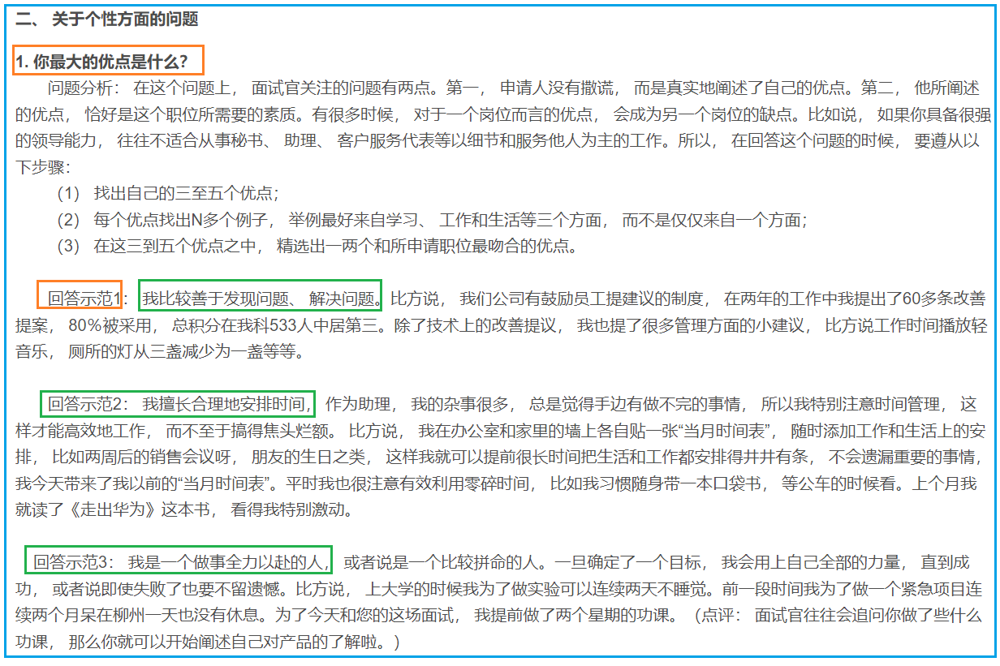 二、 关于个性方面的问题
1. 你最大的优点是什么？
问题分析： 在这个问题上， 面试官关注的问题有两点。第一， 申请人没有撒谎， 而是真实地阐述了自己的优点。第二， 他所阐述
的优点， 恰好是这个职位所需要的素质。有很多时候， 对于一个岗位而言的优点， 会成为另一个岗位的缺点。比如说， 如果你具备很强
的领导能力， 往往不适合从事秘书、 助理、 客户服务代表等以细节和服务他人为主的工作。所以， 在回答这个问题的时候， 要遵从以
下步骤：
（1） 找出自己的三至五个优点；
（2） 每个优点找出N多个例子， 举例最好来自学习、 工作和生活等三个方面， 而不是仅仅来自一个方面；
（3） 在这三到五个优点之中， 精选出一两个和所申请职位最吻合的优点。
回答示范1： 我比较善于发现问题、 解决问题。比方说， 我们公司有鼓励员工提建议的制度， 在两年的工作中我提出了60多条改善
提案， 80％被采用， 总积分在我科533人中居第三。除了技术上的改善提议， 我也提了很多管理方面的小建议， 比方说工作时间播放轻
音乐， 厕所的灯从三盏减少为一盏等等。
回答示范2： 我擅长合理地安排时间， 作为助理， 我的杂事很多， 总是觉得手边有做不完的事情， 所以我特别注意时间管理， 这
样才能高效地工作， 而不至于搞得焦头烂额。 比方说， 我在办公室和家里的墙上各自贴一张“当月时间表”， 随时添加工作和生活上的安
排， 比如两周后的销售会议呀， 朋友的生日之类， 这样我就可以提前很长时间把生活和工作都安排得井井有条， 不会遗漏重要的事情，
我今天带来了我以前的“当月时间表”。平时我也很注意有效利用零碎时间， 比如我习惯随身带一本口袋书， 等公车的时候看。上个月我
就读了《走出华为》这本书， 看得我特别激动。
回答示范3： 我是一个做事全力以赴的人， 或者说是一个比较拼命的人。一旦确定了一个目标， 我会用上自己全部的力量， 直到成
功， 或者说即使失败了也要不留遗憾。比方说， 上大学的时候我为了做实验可以连续两天不睡觉。前一段时间我为了做一个紧急项目连
续两个月呆在柳州一天也没有休息。为了今天和您的这场面试， 我提前做了两个星期的功课。（点评： 面试官往往会追问你做了些什么
功课， 那么你就可以开始阐述自己对产品的了解啦。）